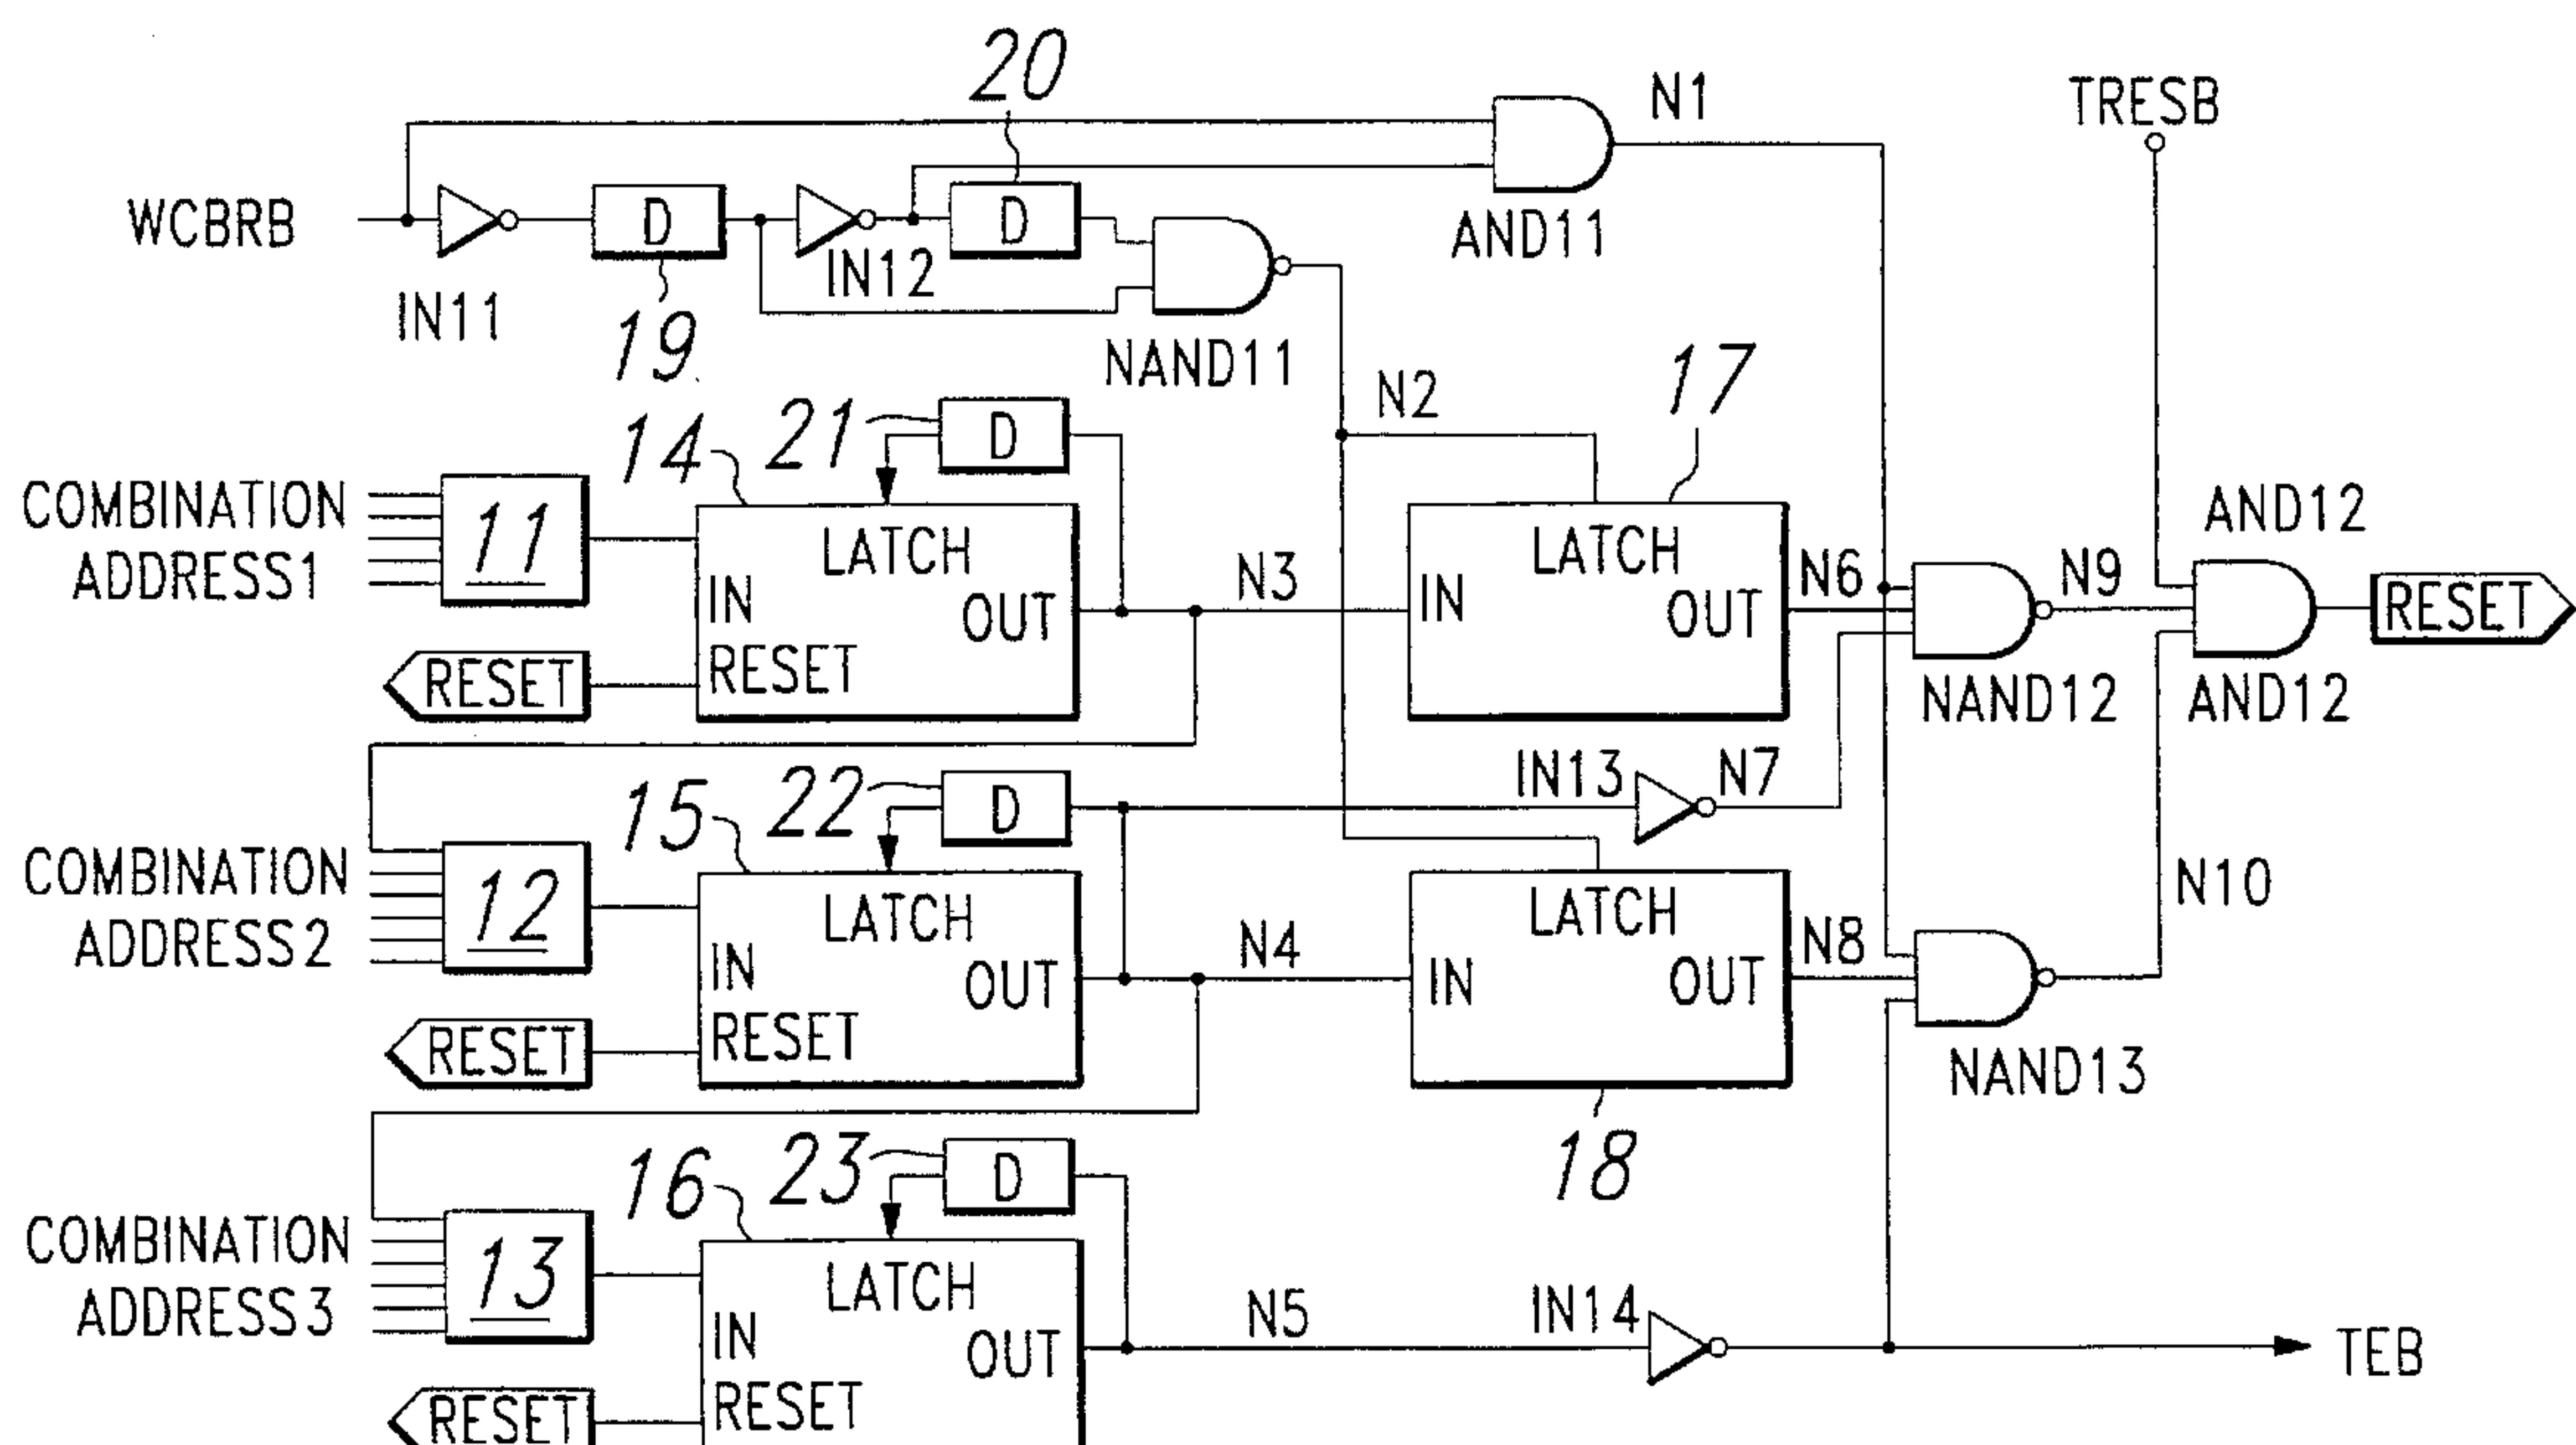 20
N1
TRESB
WCBRB
D
D
IN11
19
IN12
NAND11
AND11
17
N2
14
21
D
COMBINATION
ADDRESS1
11
LATCH
IN
OUT
RESET
RESET
N3
LATCH
IN
OUT
N6
N9
AND12
RESET
NAND12
AND12
15
22
D
IN13
N7
COMBINATION
ADDRESS2
12
LATCH
IN
OUT
RESET
RESET
N4
LATCH
IN
OUT
N8
N10
NAND13
18
16
23
D
COMBINATION
ADDRESS3
13
LATCH
IN
OUT
RESET
RESET
N5
IN14
TEB